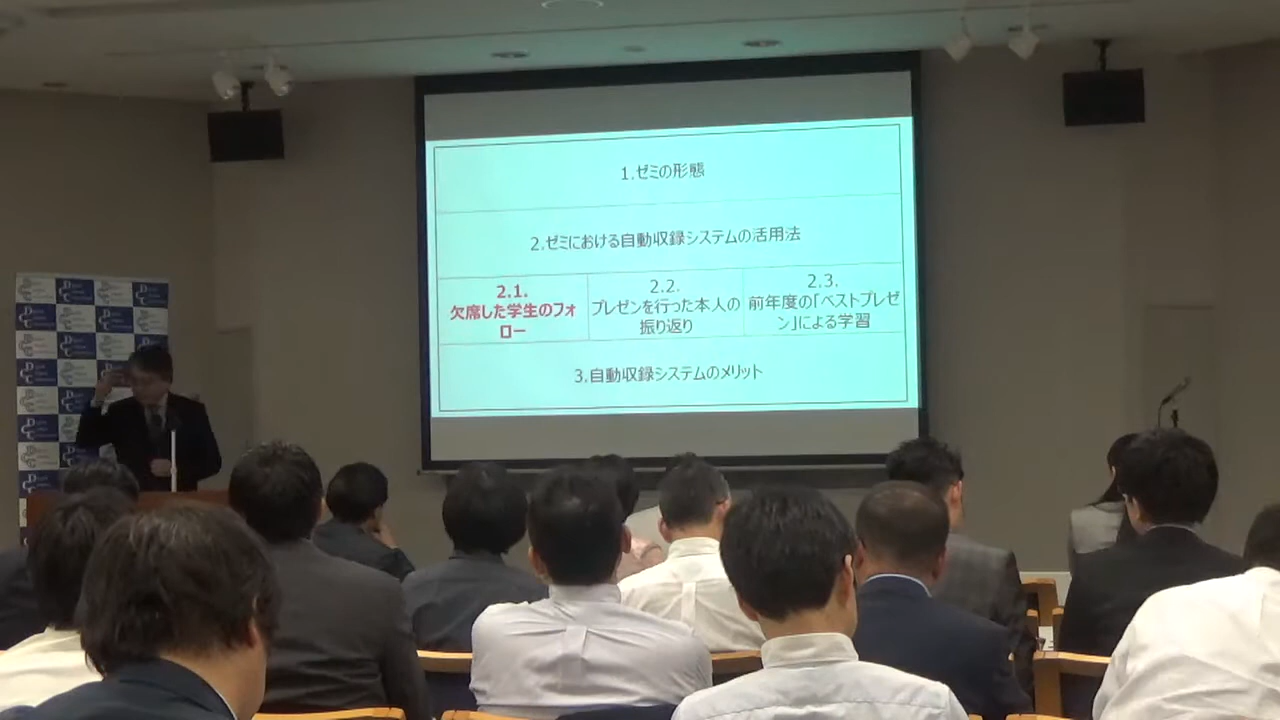 1.ゼミの形態
2.ゼミにおける自動収録システムの活用法
2.1.
欠席した学生のフォ
ロー
2.2.
プレゼンを行った本人の
振り返り
2.3.
前年度の「ベストプレゼ
ン」による学習
3.自動収録システムのメリット